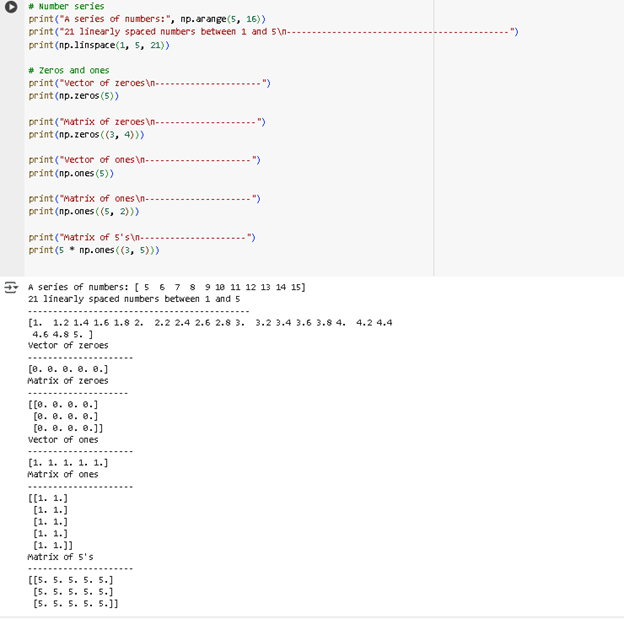 # Number series
print("A series of numbers:", np.arange(5, 16))
print("21 linearly spaced numbers between 1 and 5\n-------------------------------------------")
print(np.linspace(1, 5, 21))
# Zeros and ones
print("Vector of zeroes\n---------------------")
print(np.zeros(5))
print("Matrix of zeroes\n--------------------")
print(np.zeros((3, 4)))
print("Vector of ones\n---------------------")
print(np.ones(5))
print("Matrix of ones\n---------------------")
print(np.ones((5, 2)))
print("Matrix of 5's\n---------------------")
print(5 * np.ones((3, 5)))
A series of numbers: [ 5  6  7  8  9 10 11 12 13 14 15]
21 linearly spaced numbers between 1 and 5
-------------------------------------------
[1.  1.2 1.4 1.6 1.8 2.  2.2 2.4 2.6 2.8 3.  3.2 3.4 3.6 3.8 4.  4.2 4.4
 4.6 4.8 5. ]
Vector of zeroes
---------------------
[0. 0. 0. 0. 0.]
Matrix of zeroes
--------------------
[[0. 0. 0. 0.]
 [0. 0. 0. 0.]
 [0. 0. 0. 0.]]
Vector of ones
---------------------
[1. 1. 1. 1. 1.]
Matrix of ones
---------------------
[[1. 1.]
 [1. 1.]
 [1. 1.]
 [1. 1.]
 [1. 1.]]
Matrix of 5's
---------------------
[[5. 5. 5. 5. 5.]
 [5. 5. 5. 5. 5.]
 [5. 5. 5. 5. 5.]]